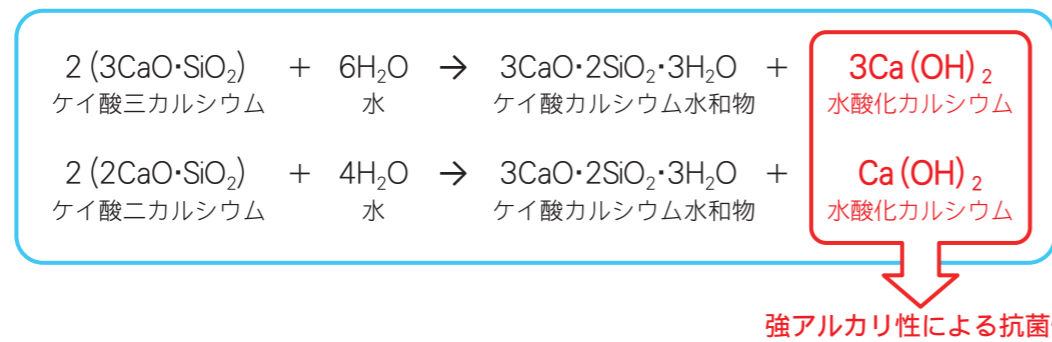 2 (3CaO･SiO₂) + 6H₂O → 3CaO･2SiO₂･3H₂O + 3Ca(OH)₂
ケイ酸三カルシウム 水 ケイ酸カルシウム水和物 水酸化カルシウム
2 (2CaO･SiO₂) + 4H₂O → 3CaO･2SiO₂･3H₂O + Ca(OH)₂
ケイ酸二カルシウム 水 ケイ酸カルシウム水和物 水酸化カルシウム
強アルカリ性による抗菌